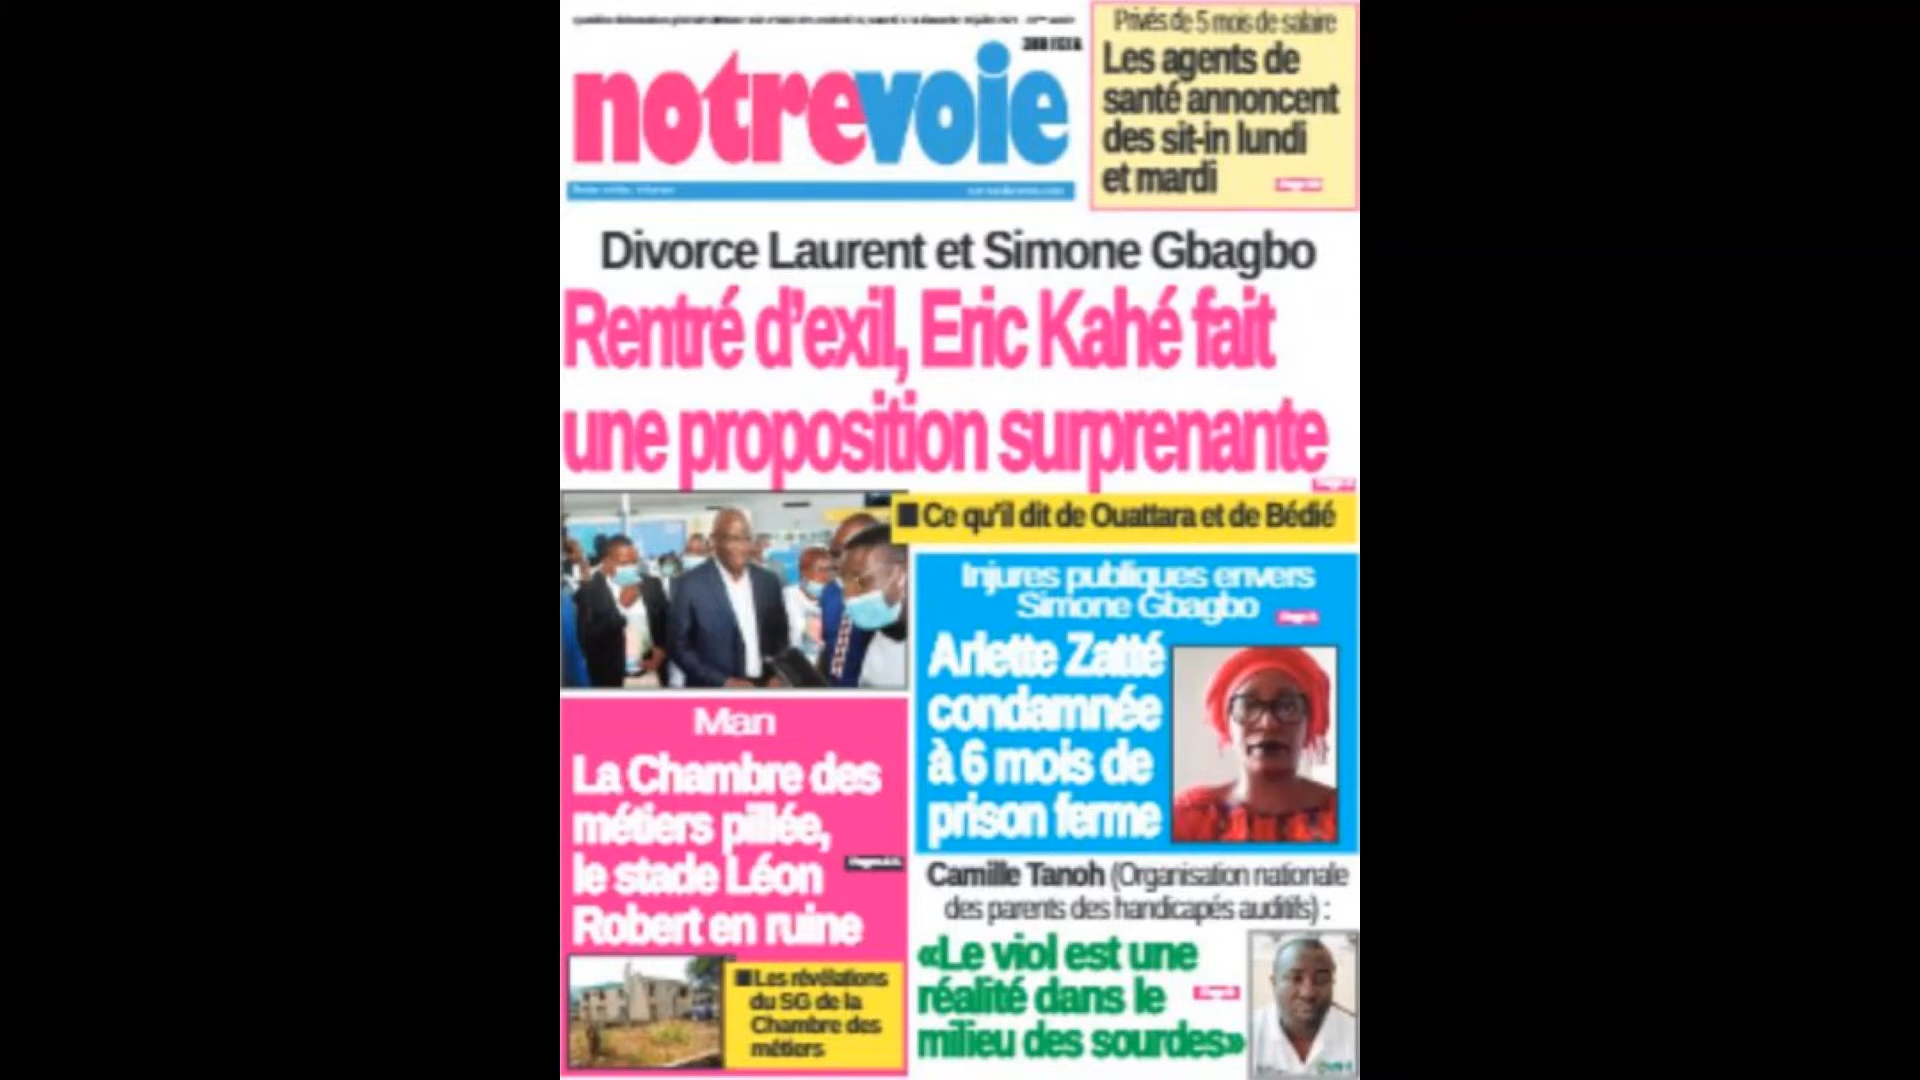 notrevoie
Privés de 5 mois de salaire
Les agents de
santé annoncent
des sit-in lundi
et mardi
Divorce Laurent et Simone Gbagbo
Rentré d'exil, Eric Kahé fait
une proposition surprenante
■ Ce qu'il dit de Ouattara et de Bédié
Injures publiques envers
Simone Gbagbo
Arlette Zatté
condamnée
à 6 mois de
prison ferme
Man
La Chambre des
métiers pillée,
le stade Léon
Robert en ruine
■ Les révélations
du SG de la
Chambre des
métiers
Camille Tanoh (Organisation nationale
des parents des handicapés auditifs) :
«Le viol est une
réalité dans le
milieu des sourdes»